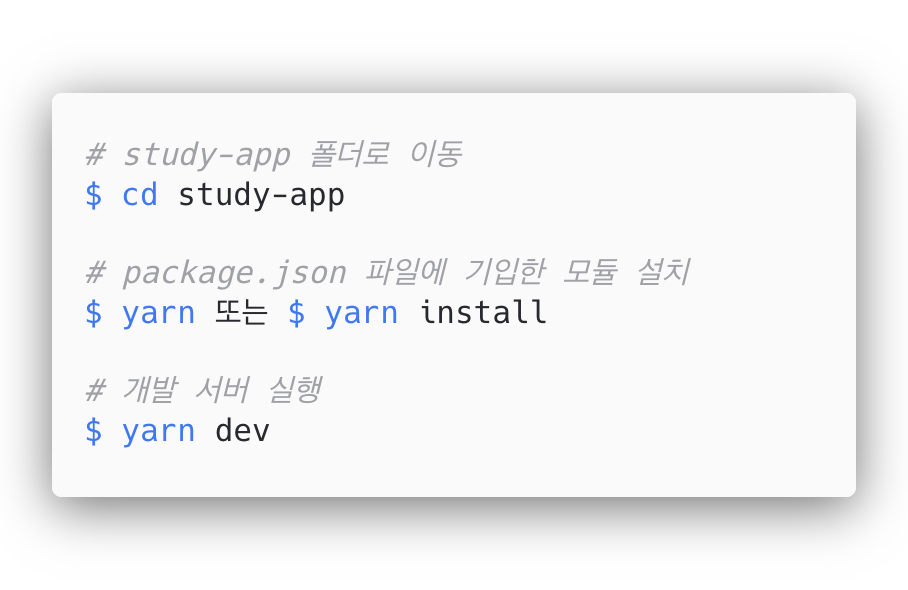 # study-app 폴더로 이동
$ cd study-app
# package.json 파일에 기입한 모듈 설치
$ yarn 또는 $ yarn install
# 개발 서버 실행
$ yarn dev